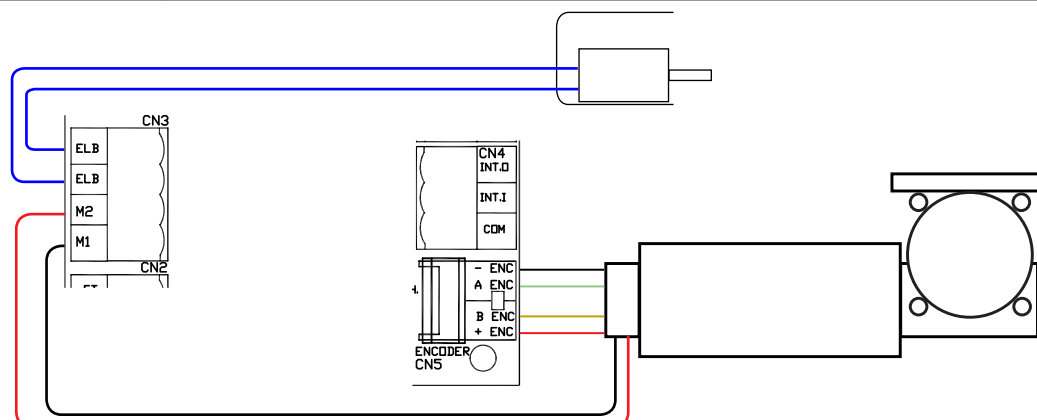 CN3
ELB
ELB
M2
M1
CN2
CN4
INT.O
INT.I
COM
- ENC
A ENC
B ENC
+ ENC
ENCODER
CN5